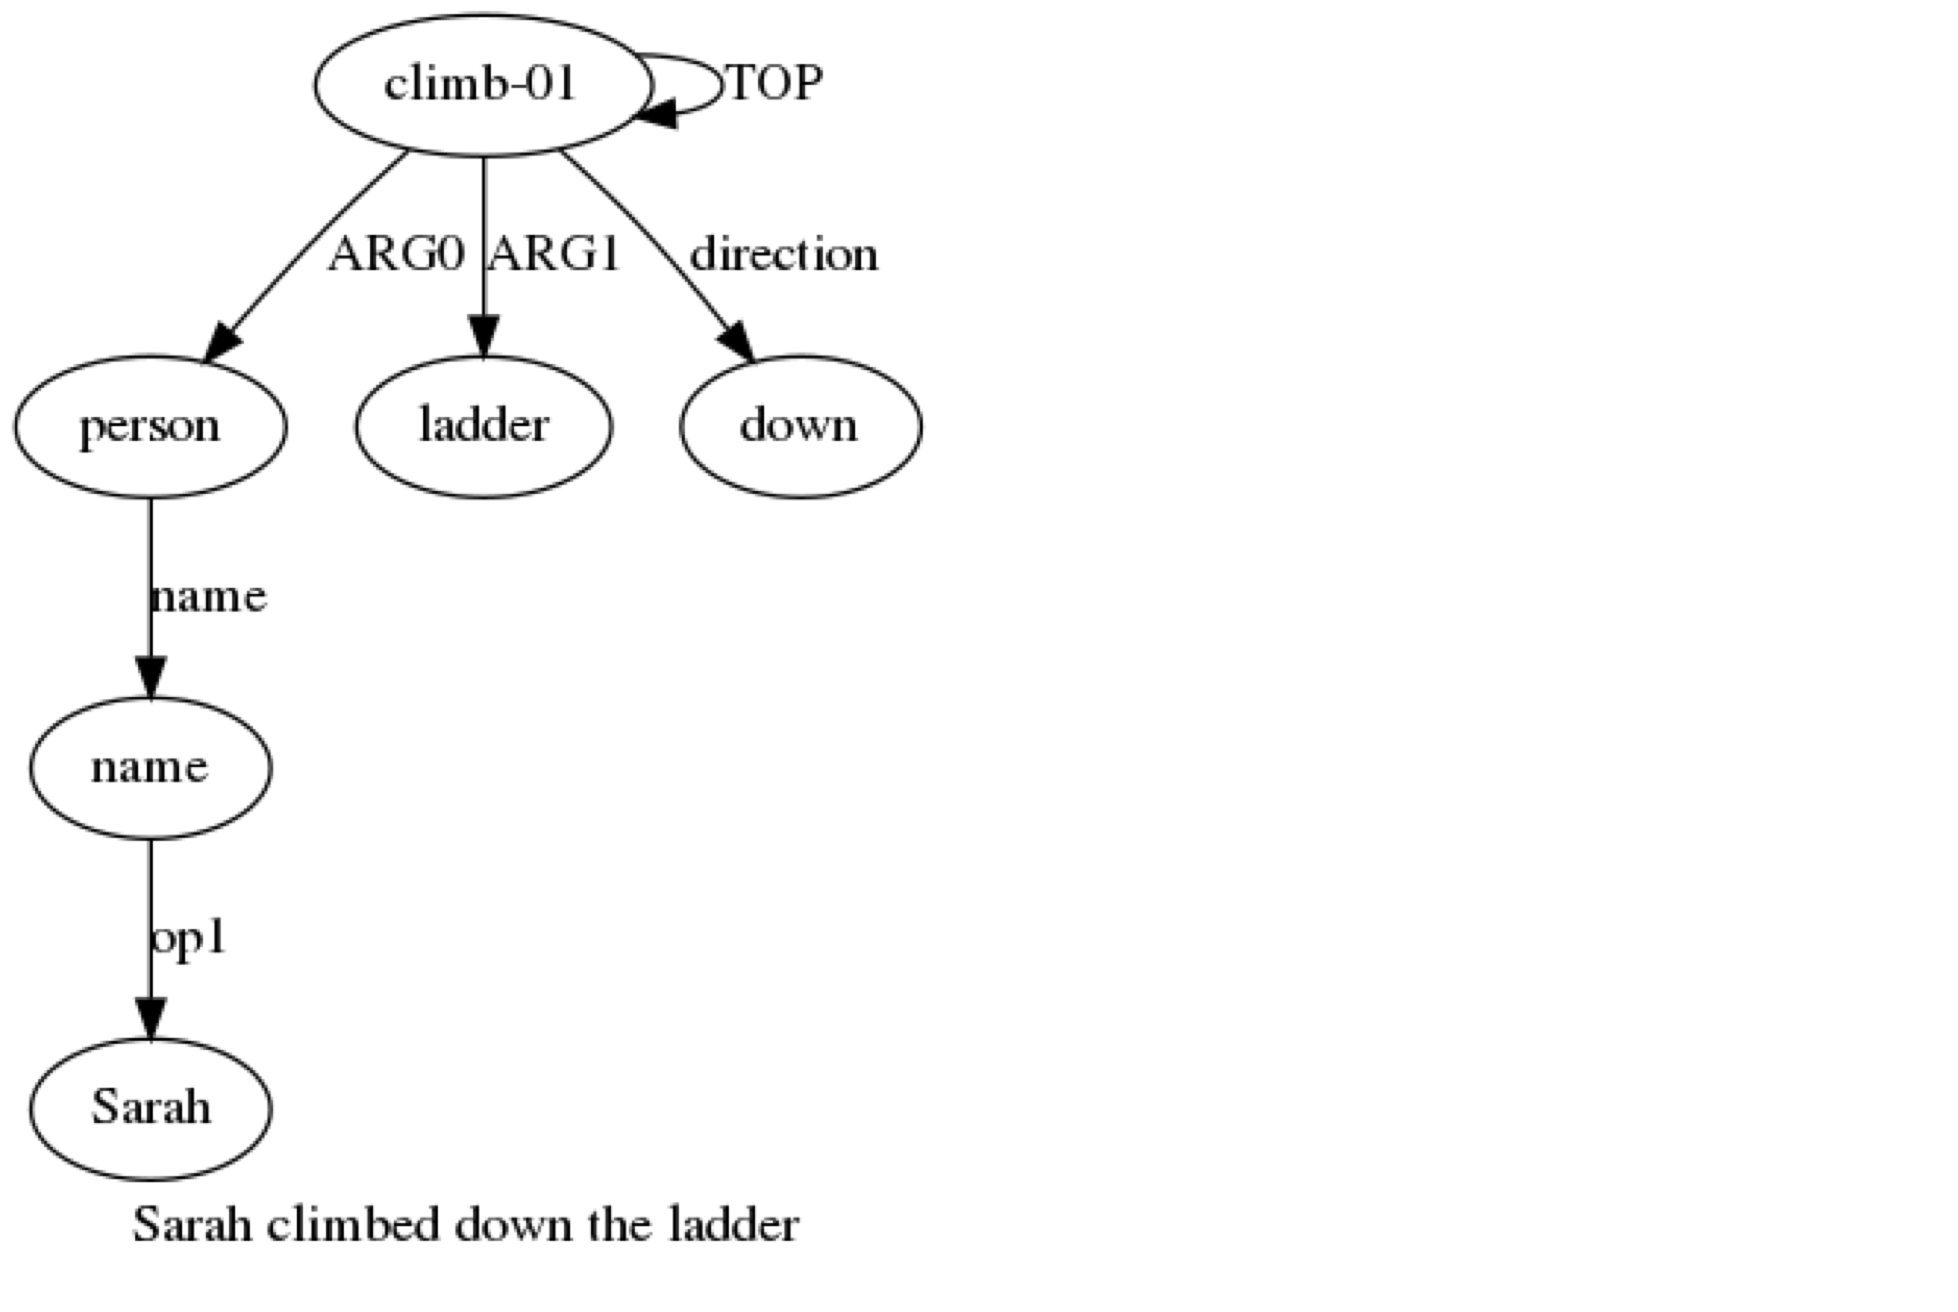 climb-01
TOP
ARG0
ARG1
direction
person
ladder
down
name
name
op1
Sarah
Sarah climbed down the ladder